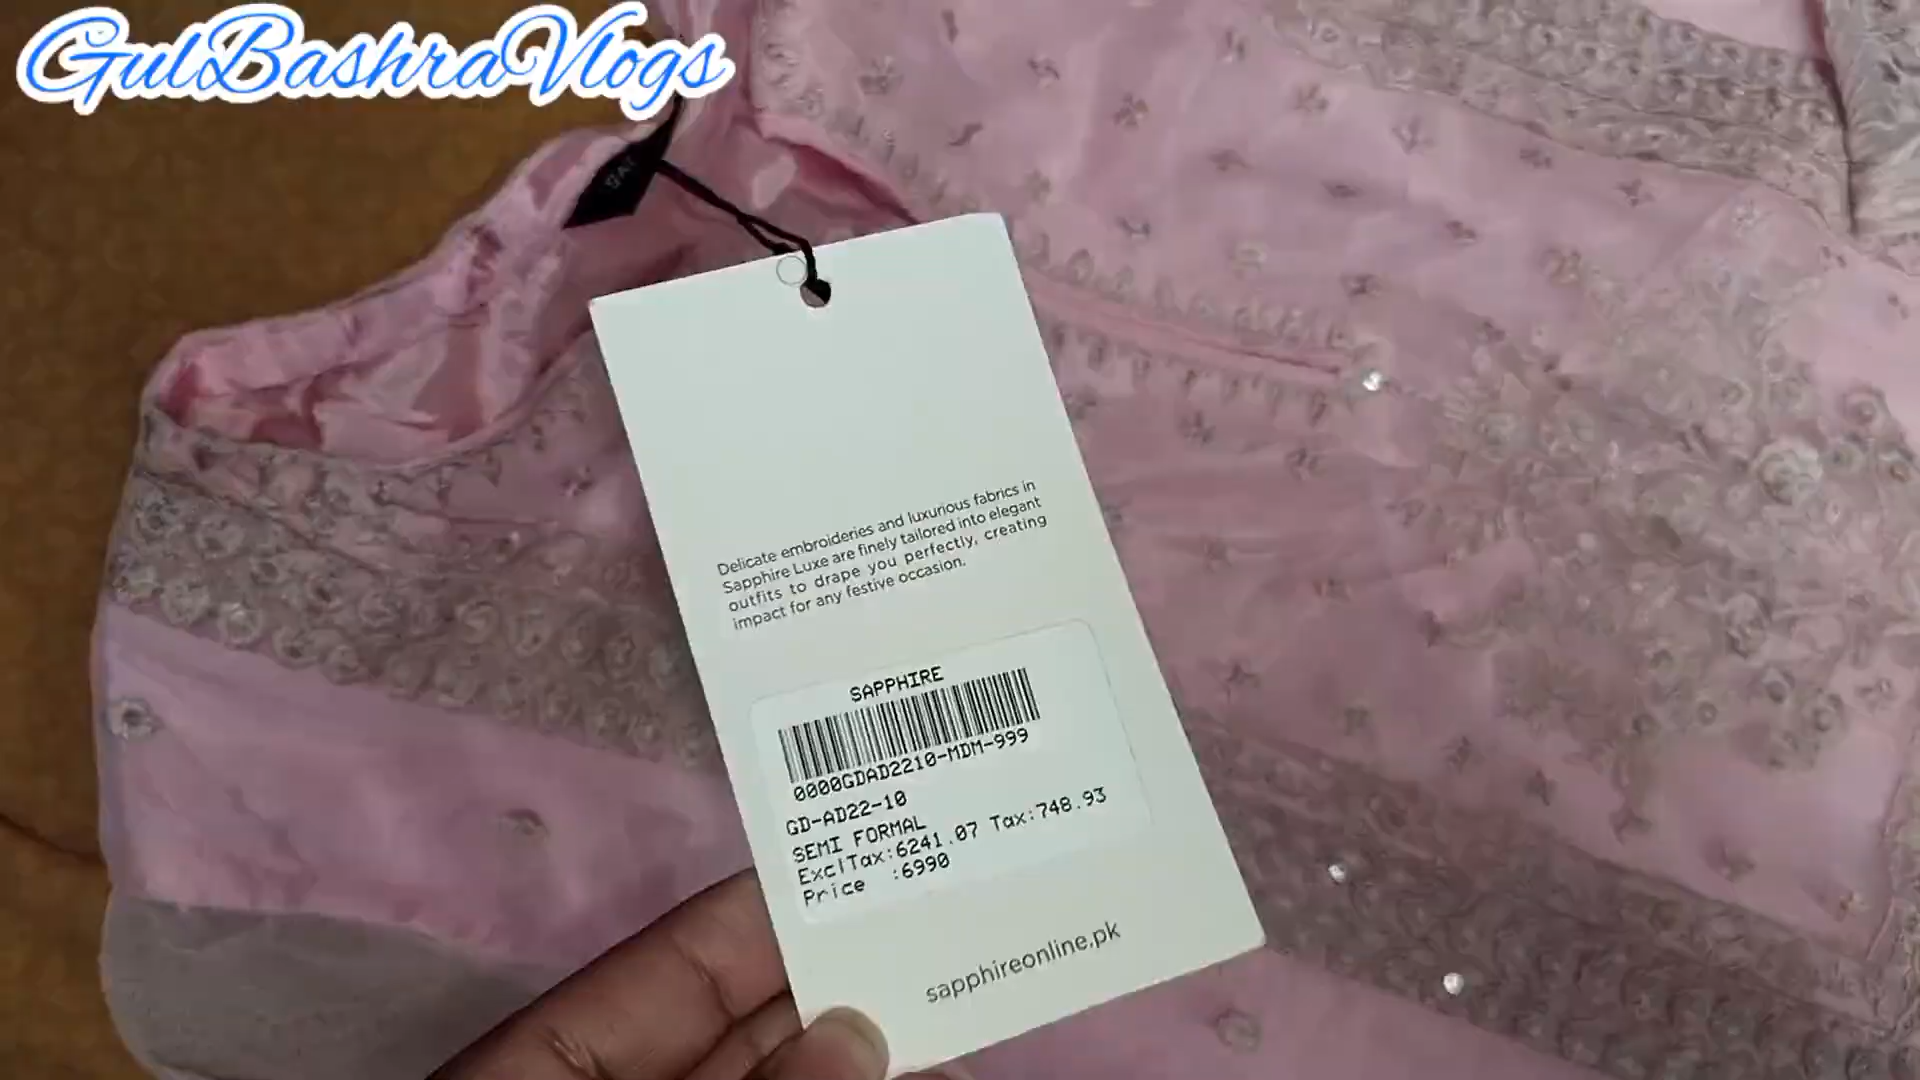 GulBashraVlogs
Delicate embroideries and luxurious fabrics in
Sapphire Luxe are finely tailored into elegant
outfits to drape you perfectly, creating
impact for any festive occasion.
SAPPHIRE
0000GDAD2210-MDM-999
GD-AD22-10
SEMI FORMAL
ExclTax:6241.07 Tax:748.93
Price :6990
sapphireonline.pk